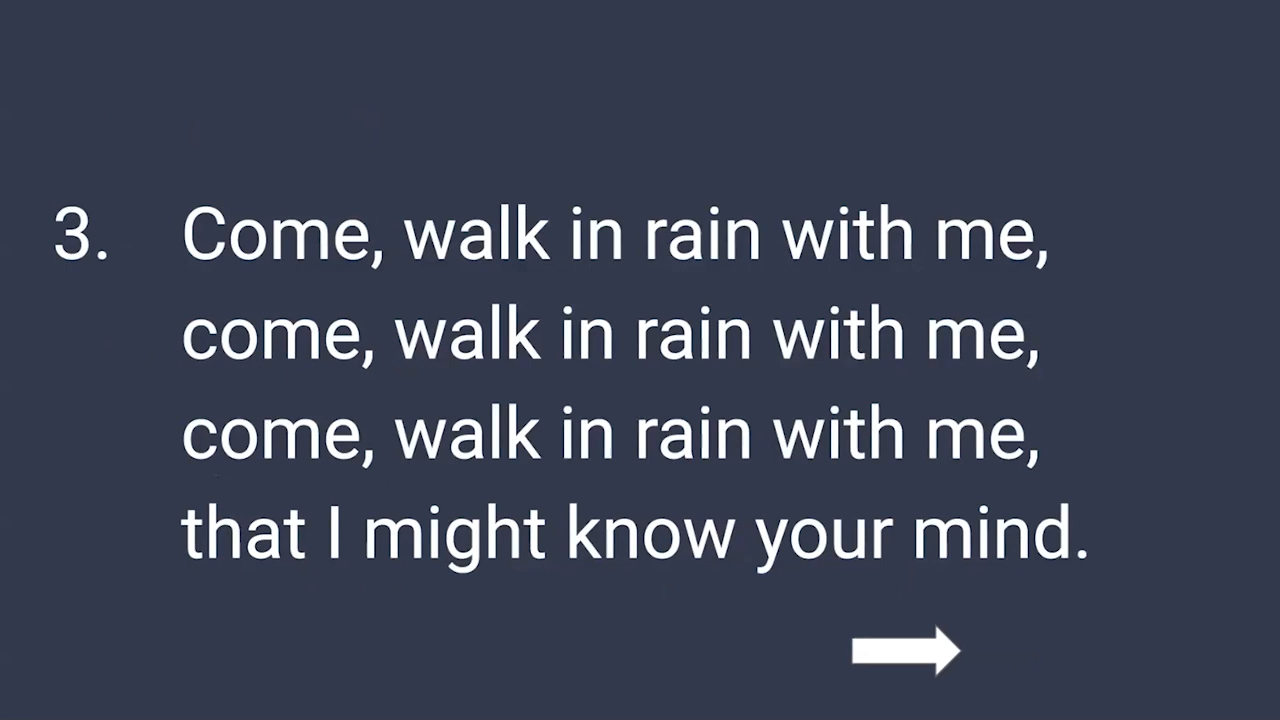 3. Come, walk in rain with me,
come, walk in rain with me,
come, walk in rain with me,
that I might know your mind.